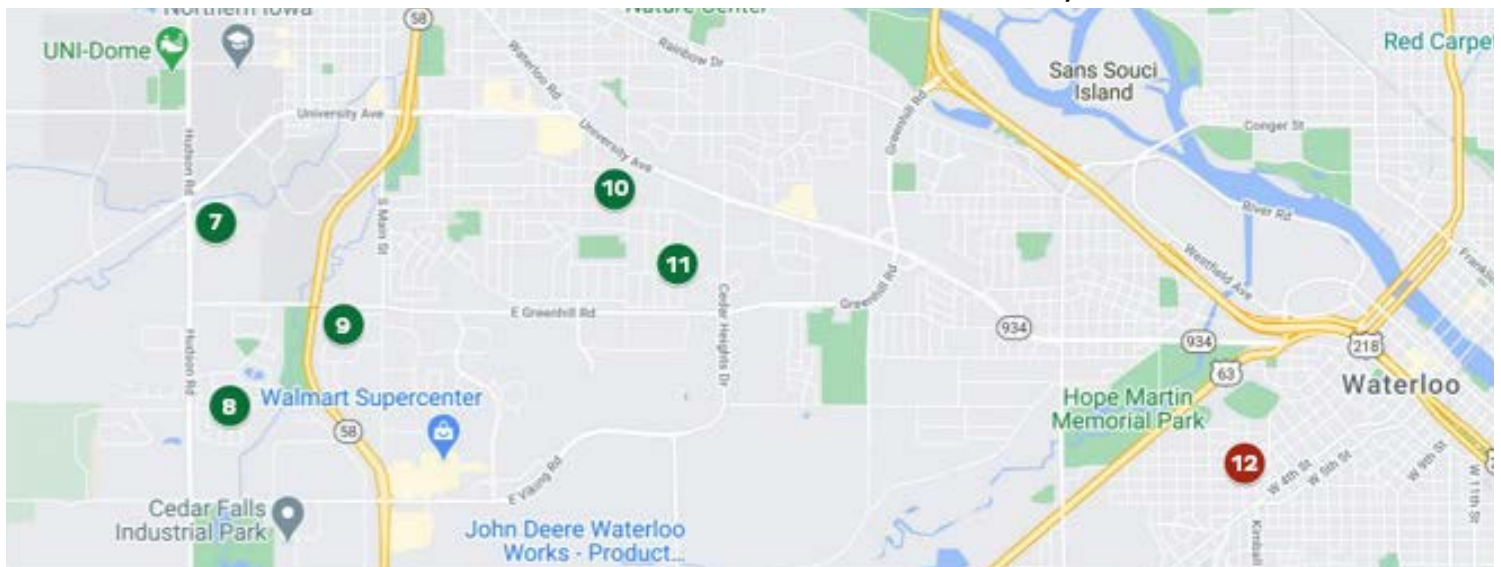 Northern Iowa
58
Nature Center
UNI-Dome
Waterloo Rd
Rainbow Dr
Sans Souci
Island
Red Carpet
University Ave
Greenhill Rd
Conger St
University Ave
Hudson Rd
10
S Main St
River Rd
7
11
Westfield Ave
Cedar Heights Dr
Greenhill Rd
E Greenhill Rd
9
934
934
218
Hudson Rd
63
Waterloo
8
Walmart Supercenter
Hope Martin
Memorial Park
58
12
W 4th St
W 5th St
W 9th St
W 11th St
E Viking Rd
Cedar Falls
Industrial Park
John Deere Waterloo
Works - Product...
Kimball